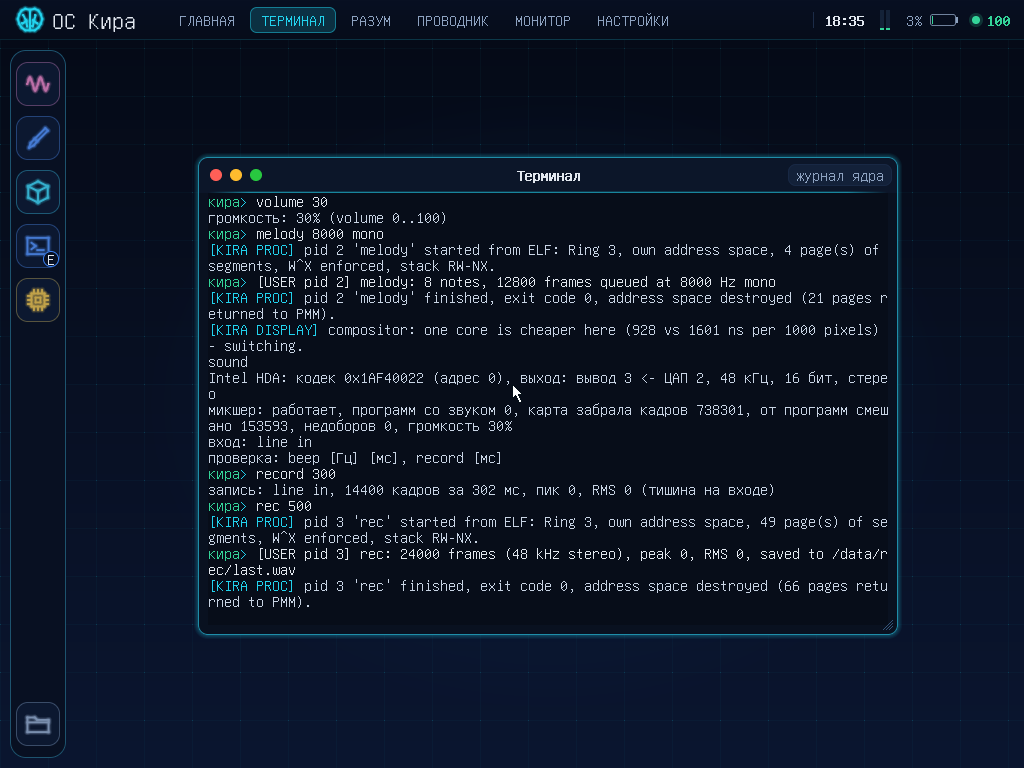 ОС Кира
ГЛАВНАЯ ТЕРМИНАЛ РАЗУМ ПРОВОДНИК МОНИТОР НАСТРОЙКИ
18:35 3% 100
E
Терминал
журнал ядра
кира> volume 30
громкость: 30% (volume 0..100)
кира> melody 8000 mono
[KIRA PROC] pid 2 'melody' started from ELF: Ring 3, own address space, 4 page(s) of
segments, W^X enforced, stack RW-NX.
кира> [USER pid 2] melody: 8 notes, 12800 frames queued at 8000 Hz mono
[KIRA PROC] pid 2 'melody' finished, exit code 0, address space destroyed (21 pages r
eturned to PMM).
[KIRA DISPLAY] compositor: one core is cheaper here (928 vs 1601 ns per 1000 pixels)
- switching.
sound
Intel HDA: кодек 0x1AF40022 (адрес 0), выход: вывод 3 <- ЦАП 2, 48 кГц, 16 бит, стере
о
микшер: работает, программ со звуком 0, карта забрала кадров 738301, от программ смеш
ано 153593, недоборов 0, громкость 30%
вход: line in
проверка: beep [Гц] [мс], record [мс]
кира> record 300
запись: line in, 14400 кадров за 302 мс, пик 0, RMS 0 (тишина на входе)
кира> rec 500
[KIRA PROC] pid 3 'rec' started from ELF: Ring 3, own address space, 49 page(s) of se
gments, W^X enforced, stack RW-NX.
кира> [USER pid 3] rec: 24000 frames (48 kHz stereo), peak 0, RMS 0, saved to /data/r
ec/last.wav
[KIRA PROC] pid 3 'rec' finished, exit code 0, address space destroyed (66 pages retu
rned to PMM).